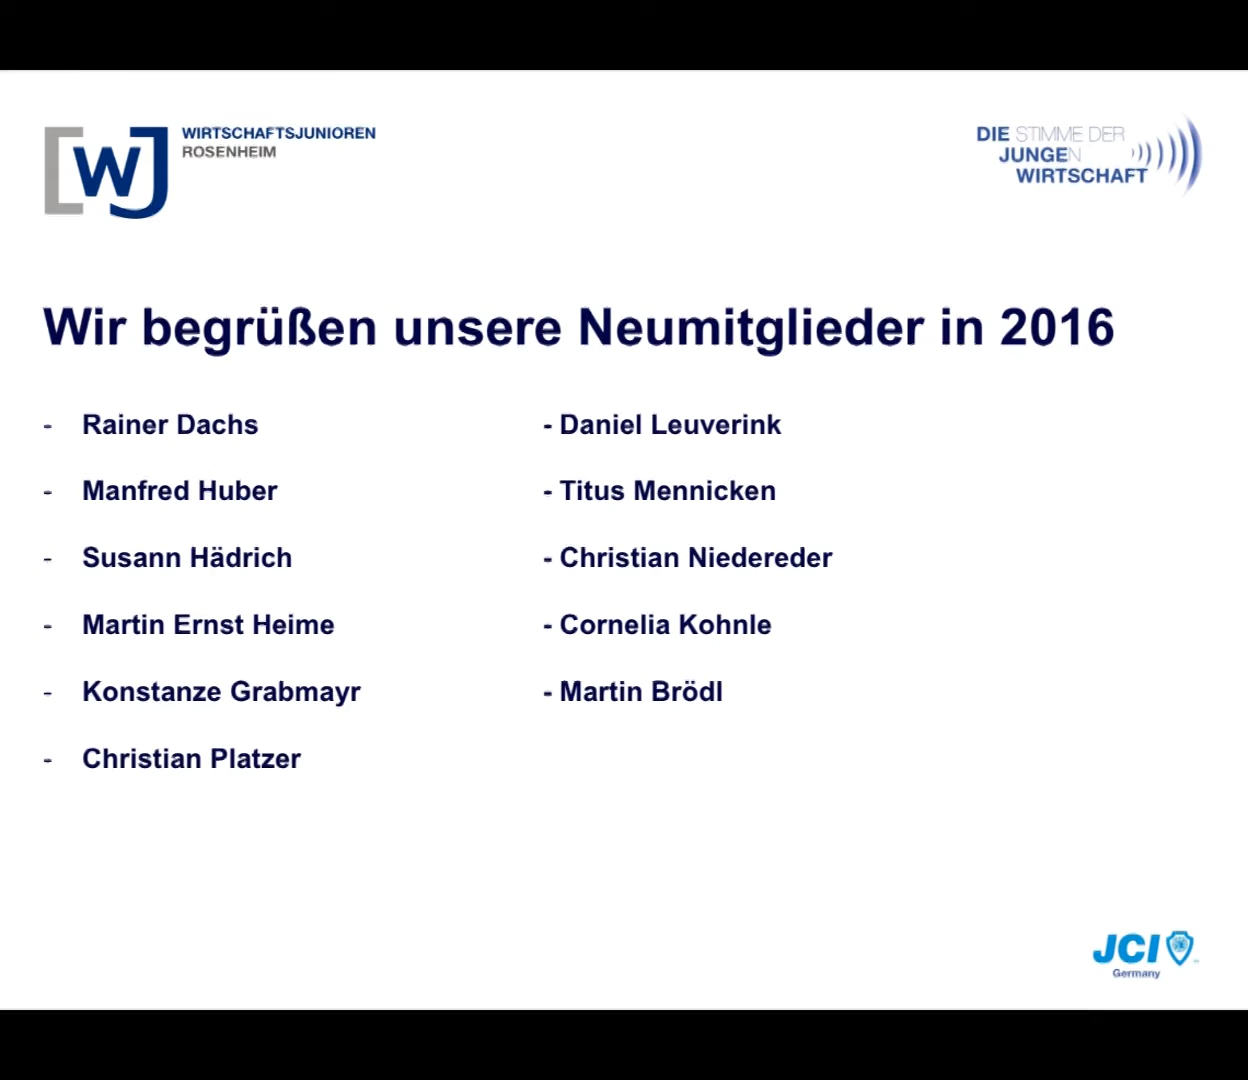 WJ
WIRTSCHAFTSJUNIOREN
ROSENHEIM
DIE STIMME DER
JUNGEN
WIRTSCHAFT
Wir begrüßen unsere Neumitglieder in 2016
- Rainer Dachs
- Manfred Huber
- Susann Hädrich
- Martin Ernst Heime
- Konstanze Grabmayr
- Christian Platzer
- Daniel Leuverink
- Titus Mennicken
- Christian Niedereder
- Cornelia Kohnle
- Martin Brödl
JCI
Germany